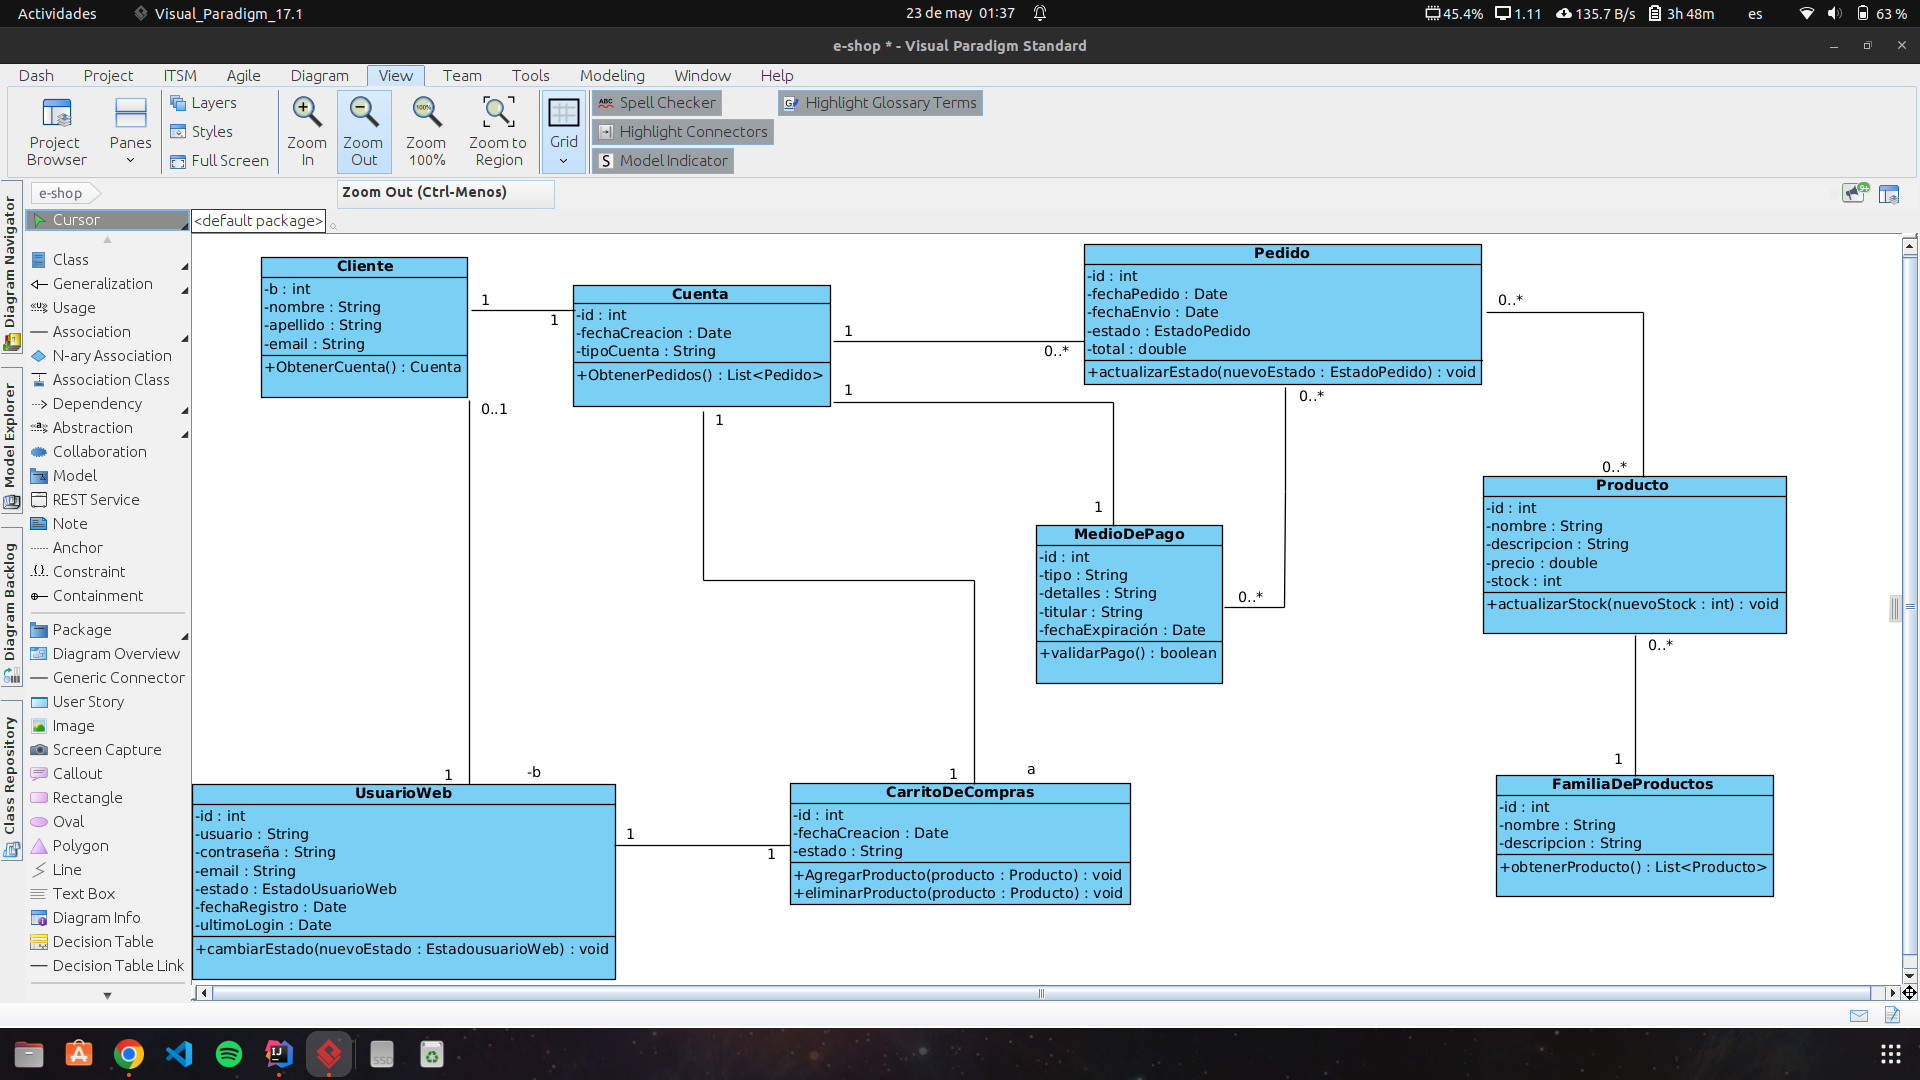 Actividades
Visual_Paradigm_17.1
23 de may 01:37
45.4%
1.11
135.7 B/s
3h 48m
es
63 %
e-shop * - Visual Paradigm Standard
Dash
Project
ITSM
Agile
Diagram
View
Team
Tools
Modeling
Window
Help
Project
Browser
Panes
Layers
Styles
Full Screen
Zoom
In
Zoom
Out
100%
Zoom
100%
Zoom to
Region
Grid
ABC
Spell Checker
Highlight Connectors
S
Model Indicator
Highlight Glossary Terms
e-shop
Zoom Out (Ctrl-Menos)
9+
Diagram Navigator
Model Explorer
Diagram Backlog
Class Repository
Cursor
Class
Generalization
Usage
Association
N-ary Association
Association Class
Dependency
Abstraction
Collaboration
Model
REST Service
Note
Anchor
Constraint
Containment
Package
Diagram Overview
Generic Connector
User Story
Image
Screen Capture
Callout
Rectangle
Oval
Polygon
Line
Text Box
Diagram Info
Decision Table
Decision Table Link
<default package>
Cliente
-b : int
-nombre : String
-apellido : String
-email : String
+ObtenerCuenta() : Cuenta
1
1
0..1
Cuenta
-id : int
-fechaCreacion : Date
-tipoCuenta : String
+ObtenerPedidos() : List<Pedido>
1
0..*
1
1
Pedido
-id : int
-fechaPedido : Date
-fechaEnvio : Date
-estado : EstadoPedido
-total : double
+actualizarEstado(nuevoEstado : EstadoPedido) : void
0..*
0..*
0..*
1
MedioDePago
-id : int
-tipo : String
-detalles : String
-titular : String
-fechaExpiración : Date
+validarPago() : boolean
0..*
Producto
-id : int
-nombre : String
-descripcion : String
-precio : double
-stock : int
+actualizarStock(nuevoStock : int) : void
0..*
1
1
-b
1
a
UsuarioWeb
-id : int
-usuario : String
-contraseña : String
-email : String
-estado : EstadoUsuarioWeb
-fechaRegistro : Date
-ultimoLogin : Date
+cambiarEstado(nuevoEstado : EstadousuarioWeb) : void
1
1
CarritoDeCompras
-id : int
-fechaCreacion : Date
-estado : String
+AgregarProducto(producto : Producto) : void
+eliminarProducto(producto : Producto) : void
FamiliaDeProductos
-id : int
-nombre : String
-descripcion : String
+obtenerProducto() : List<Producto>
IJ
SSD